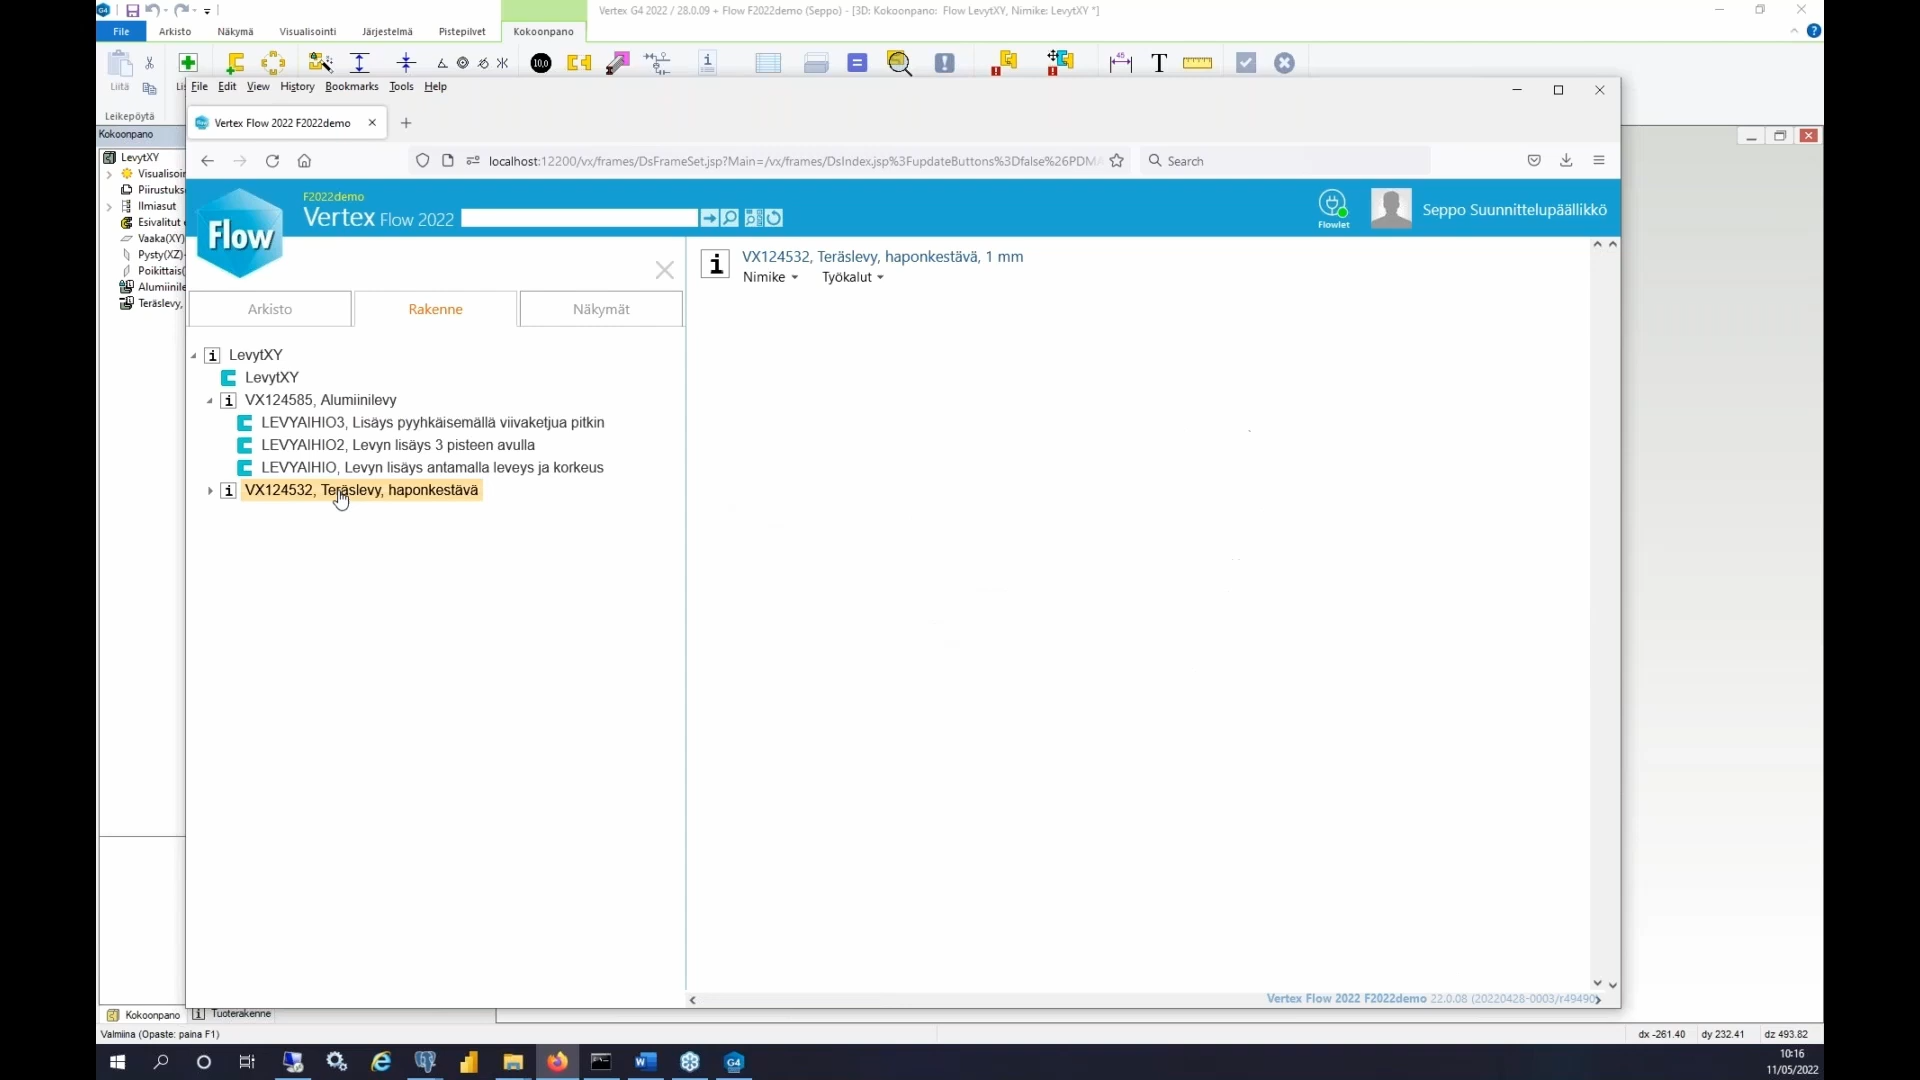 Vertex G4 2022 / 28.0.09 + Flow F2022demo (Seppo) - [3D: Kokoonpano: Flow LevytXY, Nimike: LevytXY *]
File Arkisto Näkymä Visualisointi Järjestelmä Pistepilvet Kokoonpano
Liitä
Leikepöytä
Kokoonpano
LevytXY
Visualisoin
Piirustuks
Ilmiasut
Esivalitut
Vaaka(XY)
Pysty(XZ)
Poikittais(
Alumiinile
Teräslevy,
File Edit View History Bookmarks Tools Help
Vertex Flow 2022 F2022demo
localhost:12200/vx/frames/DsFrameSet.jsp?Main=/vx/frames/DsIndex.jsp%3FupdateButtons%3Dfalse%26PDM
Search
Flow
F2022demo
Vertex Flow 2022
Flowlet
Seppo Suunnittelupäällikkö
Arkisto Rakenne Näkymät
LevytXY
LevytXY
VX124585, Alumiinilevy
LEVYAIHIO3, Lisäys pyyhkäisemällä viivaketjua pitkin
LEVYAIHIO2, Levyn lisäys 3 pisteen avulla
LEVYAIHIO, Levyn lisäys antamalla leveys ja korkeus
VX124532, Teräslevy, haponkestävä
VX124532, Teräslevy, haponkestävä, 1 mm
Nimike Työkalut
Vertex Flow 2022 F2022demo 22.0.08 (20220428-0003/r49490
Kokoonpano Tuoterakenne
Valmiina (Opaste: paina F1)
dx -261.40 dy 232.41 dz 493.82
10:16
11/05/2022